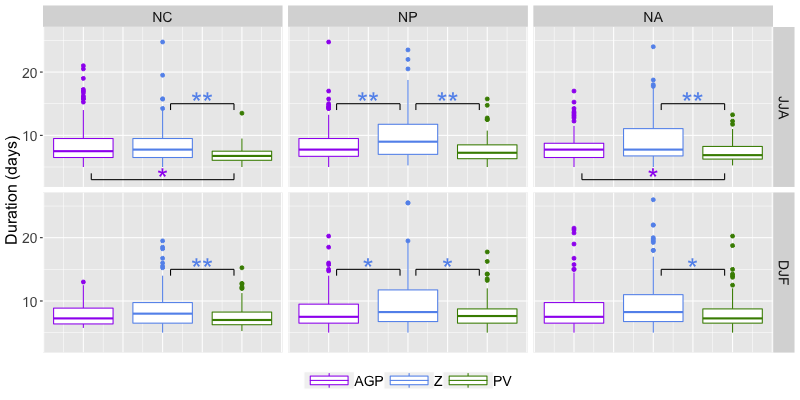 NC NP NA
20
** ** ** **
JJA
10
* *
Duration (days)
20
** * * *
DJF
10
AGP Z PV